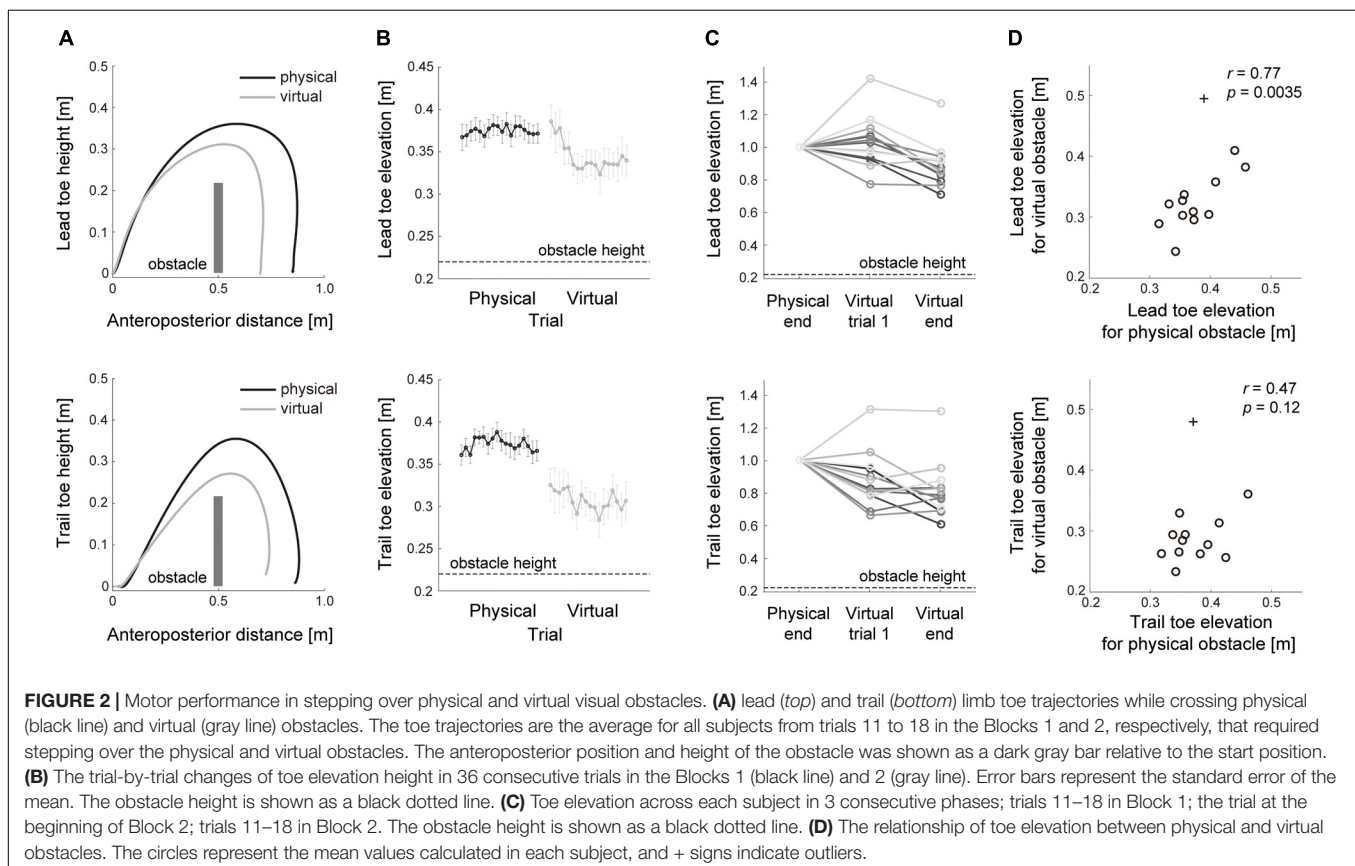 A
B
C
D
0.5
0.4
0.3
0.2
0.1
0
Lead toe height [m]
physical
virtual
obstacle
0
0.5
1.0
Anteroposterior distance [m]
0.45
0.4
0.35
0.3
0.25
0.2
Lead toe elevation [m]
obstacle height
Physical
Virtual
Trial
1.4
1.2
1.0
0.8
0.6
0.4
0.2
Lead toe elevation [m]
obstacle height
Physical end
Virtual trial 1
Virtual end
r = 0.77
p = 0.0035
0.5
0.4
0.3
0.2
Lead toe elevation
for virtual obstacle [m]
0.2
0.3
0.4
0.5
Lead toe elevation
for physical obstacle [m]
0.5
0.4
0.3
0.2
0.1
0
Trail toe height [m]
physical
virtual
obstacle
0
0.5
1.0
Anteroposterior distance [m]
0.45
0.4
0.35
0.3
0.25
0.2
Trail toe elevation [m]
obstacle height
Physical
Virtual
Trial
1.4
1.2
1.0
0.8
0.6
0.4
0.2
Trail toe elevation [m]
obstacle height
Physical end
Virtual trial 1
Virtual end
r = 0.47
p = 0.12
0.5
0.4
0.3
0.2
Trail toe elevation
for virtual obstacle [m]
0.2
0.3
0.4
0.5
Trail toe elevation
for physical obstacle [m]
FIGURE 2 | Motor performance in stepping over physical and virtual visual obstacles. (A) lead (top) and trail (bottom) limb toe trajectories while crossing physical
(black line) and virtual (gray line) obstacles. The toe trajectories are the average for all subjects from trials 11 to 18 in the Blocks 1 and 2, respectively, that required
stepping over the physical and virtual obstacles. The anteroposterior position and height of the obstacle was shown as a dark gray bar relative to the start position.
(B) The trial-by-trial changes of toe elevation height in 36 consecutive trials in the Blocks 1 (black line) and 2 (gray line). Error bars represent the standard error of the
mean. The obstacle height is shown as a black dotted line. (C) Toe elevation across each subject in 3 consecutive phases; trials 11–18 in Block 1; the trial at the
beginning of Block 2; trials 11–18 in Block 2. The obstacle height is shown as a black dotted line. (D) The relationship of toe elevation between physical and virtual
obstacles. The circles represent the mean values calculated in each subject, and + signs indicate outliers.